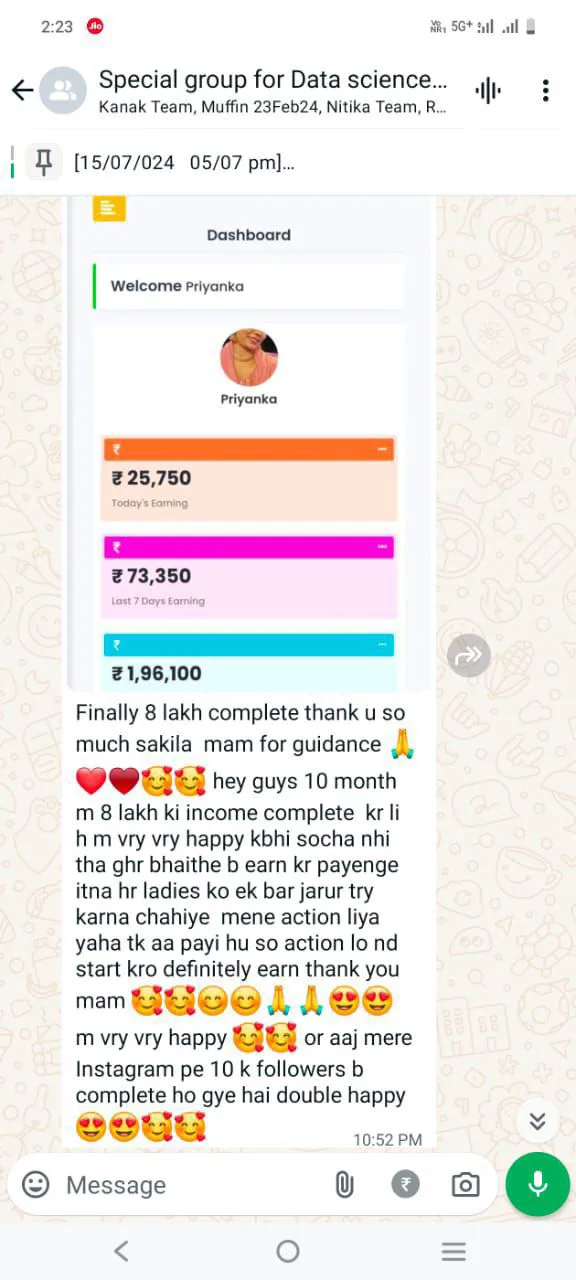 2:23 Jio Vo NR1 5G+
Special group for Data science...
Kanak Team, Muffin 23Feb24, Nitika Team, R...
[15/07/024 05/07 pm]...
Dashboard
Welcome Priyanka
Priyanka
₹ ...
₹ 25,750
Today's Earning
₹ ...
₹ 73,350
Last 7 Days Earning
₹ ...
₹ 1,96,100
Finally 8 lakh complete thank u so
much sakila mam for guidance 🙏
❤️♥️🥰🥰 hey guys 10 month
m 8 lakh ki income complete kr li
h m vry vry happy kbhi socha nhi
tha ghr bhaithe b earn kr payenge
itna hr ladies ko ek bar jarur try
karna chahiye mene action liya
yaha tk aa payi hu so action lo nd
start kro definitely earn thank you
mam 🥰🥰😊😊🙏🙏😍😍
m vry vry happy 🥰🥰 or aaj mere
Instagram pe 10 k followers b
complete ho gye hai double happy
😍😍🥰🥰
10:52 PM
Message ₹